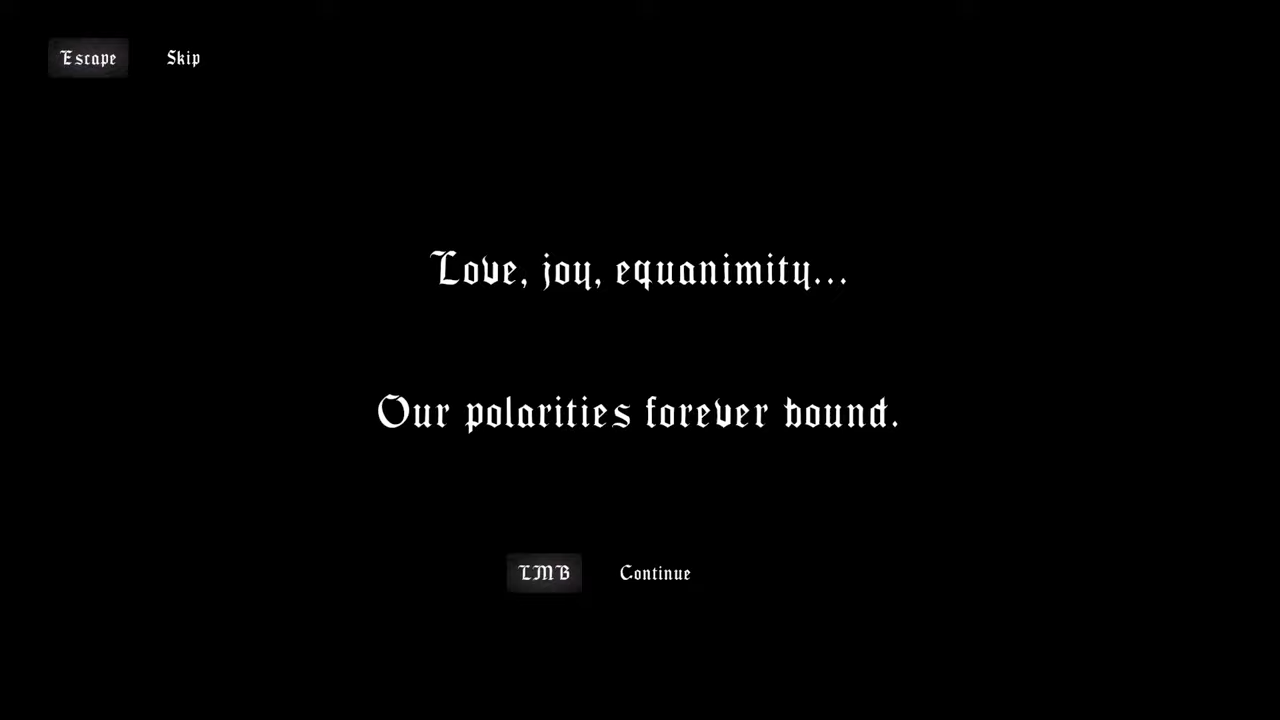 Escape Skip
Love, joy, equanimity...
Our polarities forever bound.
LMB Continue